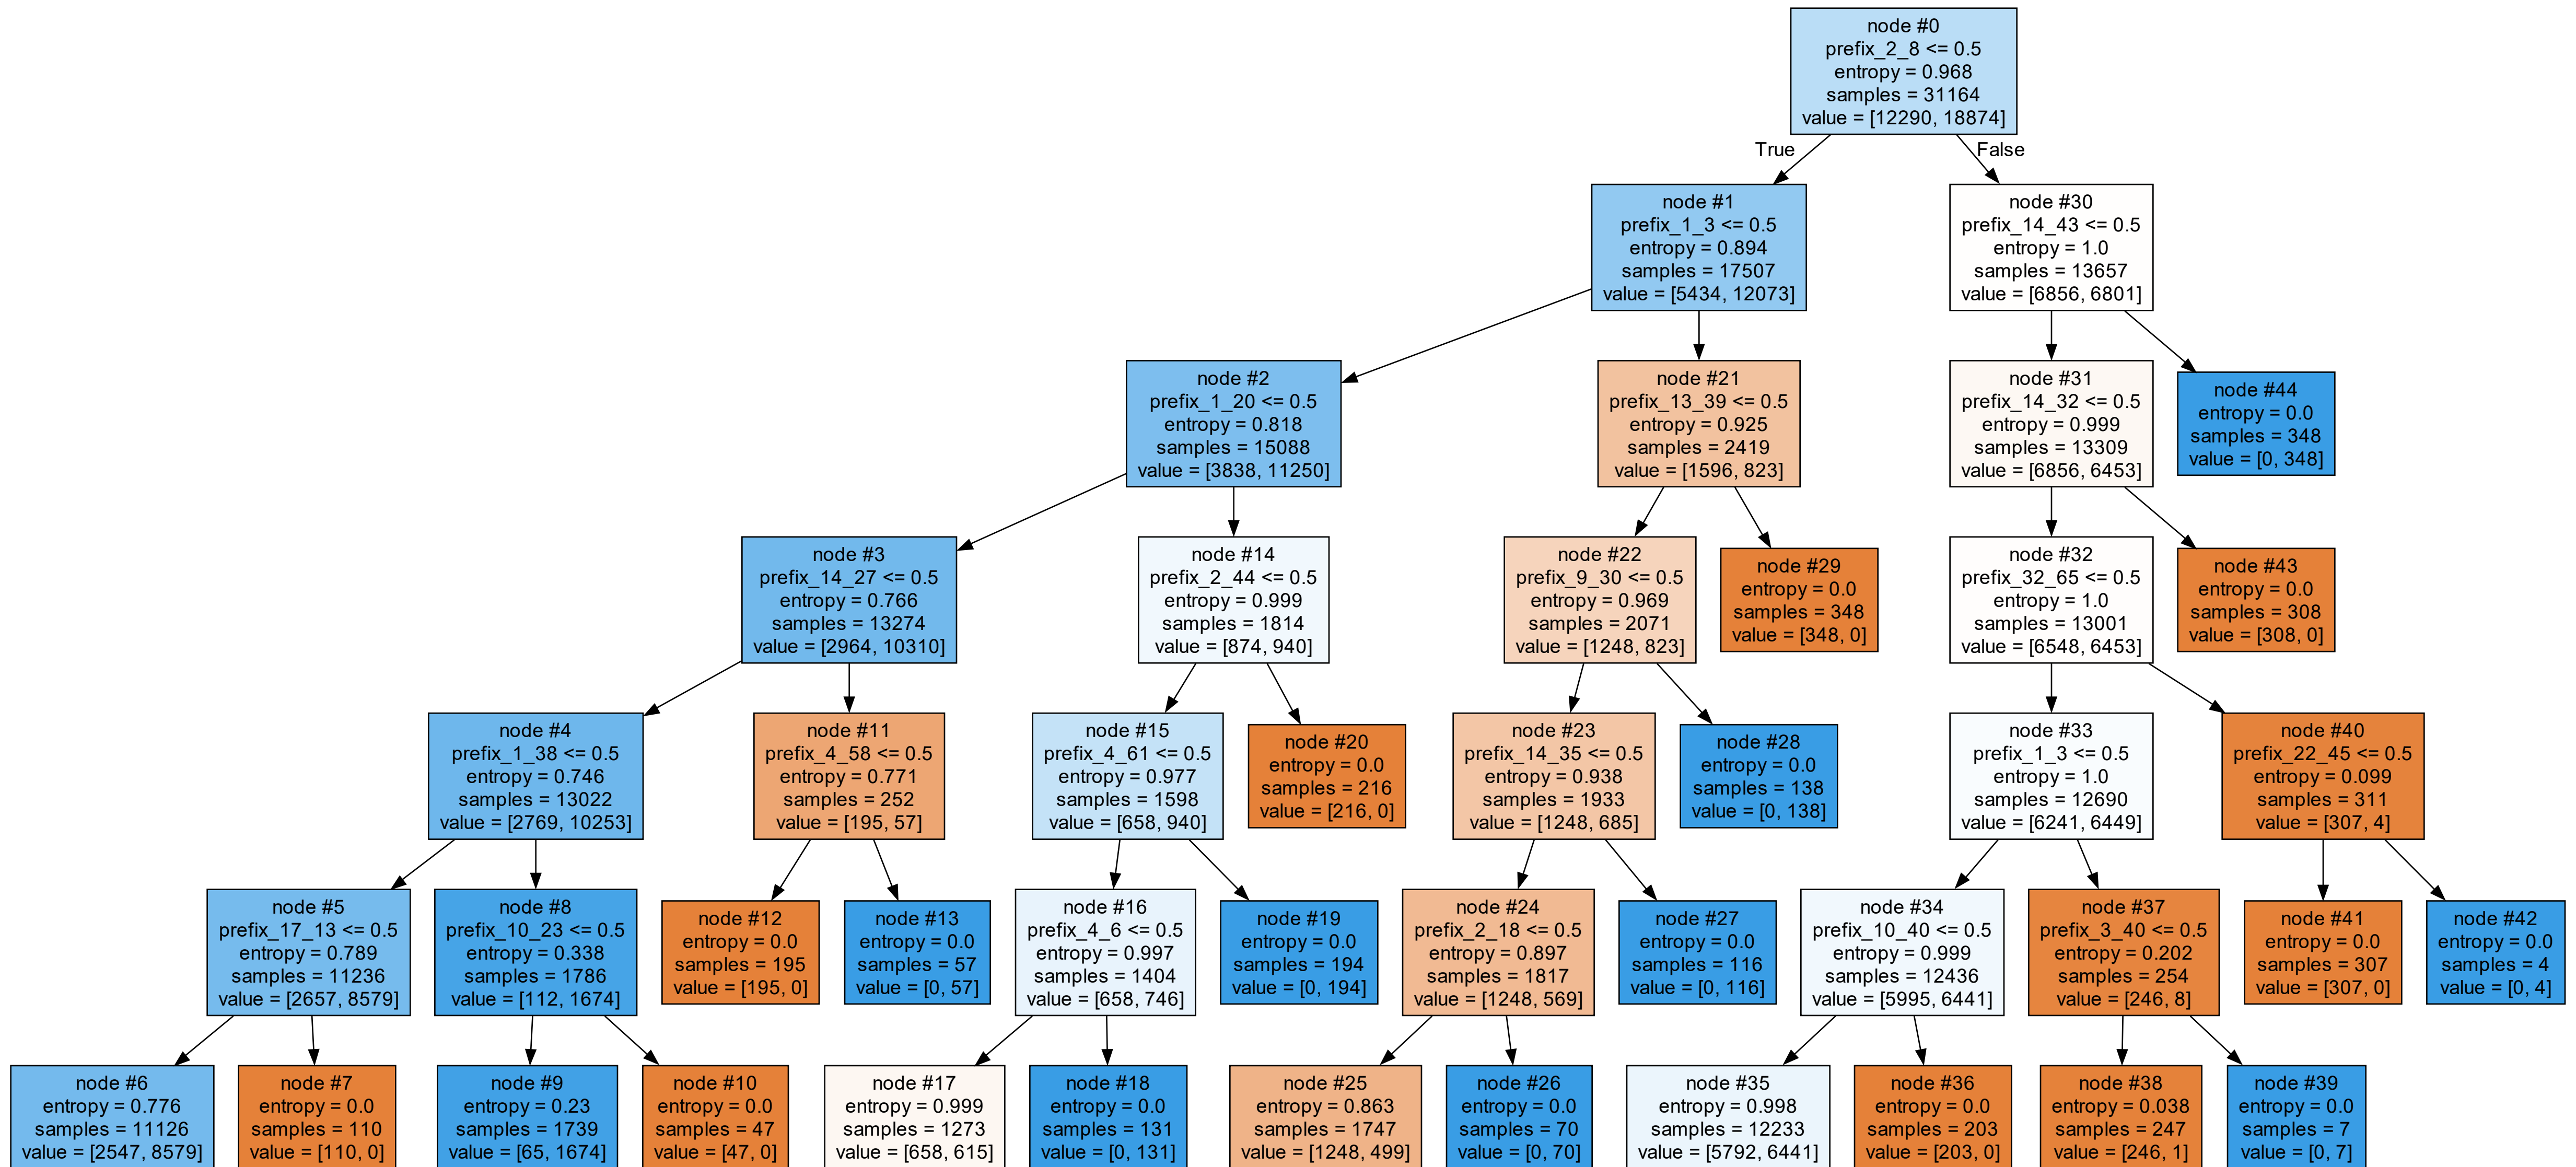 node #0
prefix_2_8 <= 0.5
entropy = 0.968
samples = 31164
value = [12290, 18874]
True
False
node #1
prefix_1_3 <= 0.5
entropy = 0.894
samples = 17507
value = [5434, 12073]
node #30
prefix_14_43 <= 0.5
entropy = 1.0
samples = 13657
value = [6856, 6801]
node #2
prefix_1_20 <= 0.5
entropy = 0.818
samples = 15088
value = [3838, 11250]
node #21
prefix_13_39 <= 0.5
entropy = 0.925
samples = 2419
value = [1596, 823]
node #31
prefix_14_32 <= 0.5
entropy = 0.999
samples = 13309
value = [6856, 6453]
node #44
entropy = 0.0
samples = 348
value = [0, 348]
node #3
prefix_14_27 <= 0.5
entropy = 0.766
samples = 13274
value = [2964, 10310]
node #14
prefix_2_44 <= 0.5
entropy = 0.999
samples = 1814
value = [874, 940]
node #22
prefix_9_30 <= 0.5
entropy = 0.969
samples = 2071
value = [1248, 823]
node #29
entropy = 0.0
samples = 348
value = [348, 0]
node #32
prefix_32_65 <= 0.5
entropy = 1.0
samples = 13001
value = [6548, 6453]
node #43
entropy = 0.0
samples = 308
value = [308, 0]
node #4
prefix_1_38 <= 0.5
entropy = 0.746
samples = 13022
value = [2769, 10253]
node #11
prefix_4_58 <= 0.5
entropy = 0.771
samples = 252
value = [195, 57]
node #15
prefix_4_61 <= 0.5
entropy = 0.977
samples = 1598
value = [658, 940]
node #20
entropy = 0.0
samples = 216
value = [216, 0]
node #23
prefix_14_35 <= 0.5
entropy = 0.938
samples = 1933
value = [1248, 685]
node #28
entropy = 0.0
samples = 138
value = [0, 138]
node #33
prefix_1_3 <= 0.5
entropy = 1.0
samples = 12690
value = [6241, 6449]
node #40
prefix_22_45 <= 0.5
entropy = 0.099
samples = 311
value = [307, 4]
node #5
prefix_17_13 <= 0.5
entropy = 0.789
samples = 11236
value = [2657, 8579]
node #8
prefix_10_23 <= 0.5
entropy = 0.338
samples = 1786
value = [112, 1674]
node #12
entropy = 0.0
samples = 195
value = [195, 0]
node #13
entropy = 0.0
samples = 57
value = [0, 57]
node #16
prefix_4_6 <= 0.5
entropy = 0.997
samples = 1404
value = [658, 746]
node #19
entropy = 0.0
samples = 194
value = [0, 194]
node #24
prefix_2_18 <= 0.5
entropy = 0.897
samples = 1817
value = [1248, 569]
node #27
entropy = 0.0
samples = 116
value = [0, 116]
node #34
prefix_10_40 <= 0.5
entropy = 0.999
samples = 12436
value = [5995, 6441]
node #37
prefix_3_40 <= 0.5
entropy = 0.202
samples = 254
value = [246, 8]
node #41
entropy = 0.0
samples = 307
value = [307, 0]
node #42
entropy = 0.0
samples = 4
value = [0, 4]
node #6
entropy = 0.776
samples = 11126
value = [2547, 8579]
node #7
entropy = 0.0
samples = 110
value = [110, 0]
node #9
entropy = 0.23
samples = 1739
value = [65, 1674]
node #10
entropy = 0.0
samples = 47
value = [47, 0]
node #17
entropy = 0.999
samples = 1273
value = [658, 615]
node #18
entropy = 0.0
samples = 131
value = [0, 131]
node #25
entropy = 0.863
samples = 1747
value = [1248, 499]
node #26
entropy = 0.0
samples = 70
value = [0, 70]
node #35
entropy = 0.998
samples = 12233
value = [5792, 6441]
node #36
entropy = 0.0
samples = 203
value = [203, 0]
node #38
entropy = 0.038
samples = 247
value = [246, 1]
node #39
entropy = 0.0
samples = 7
value = [0, 7]